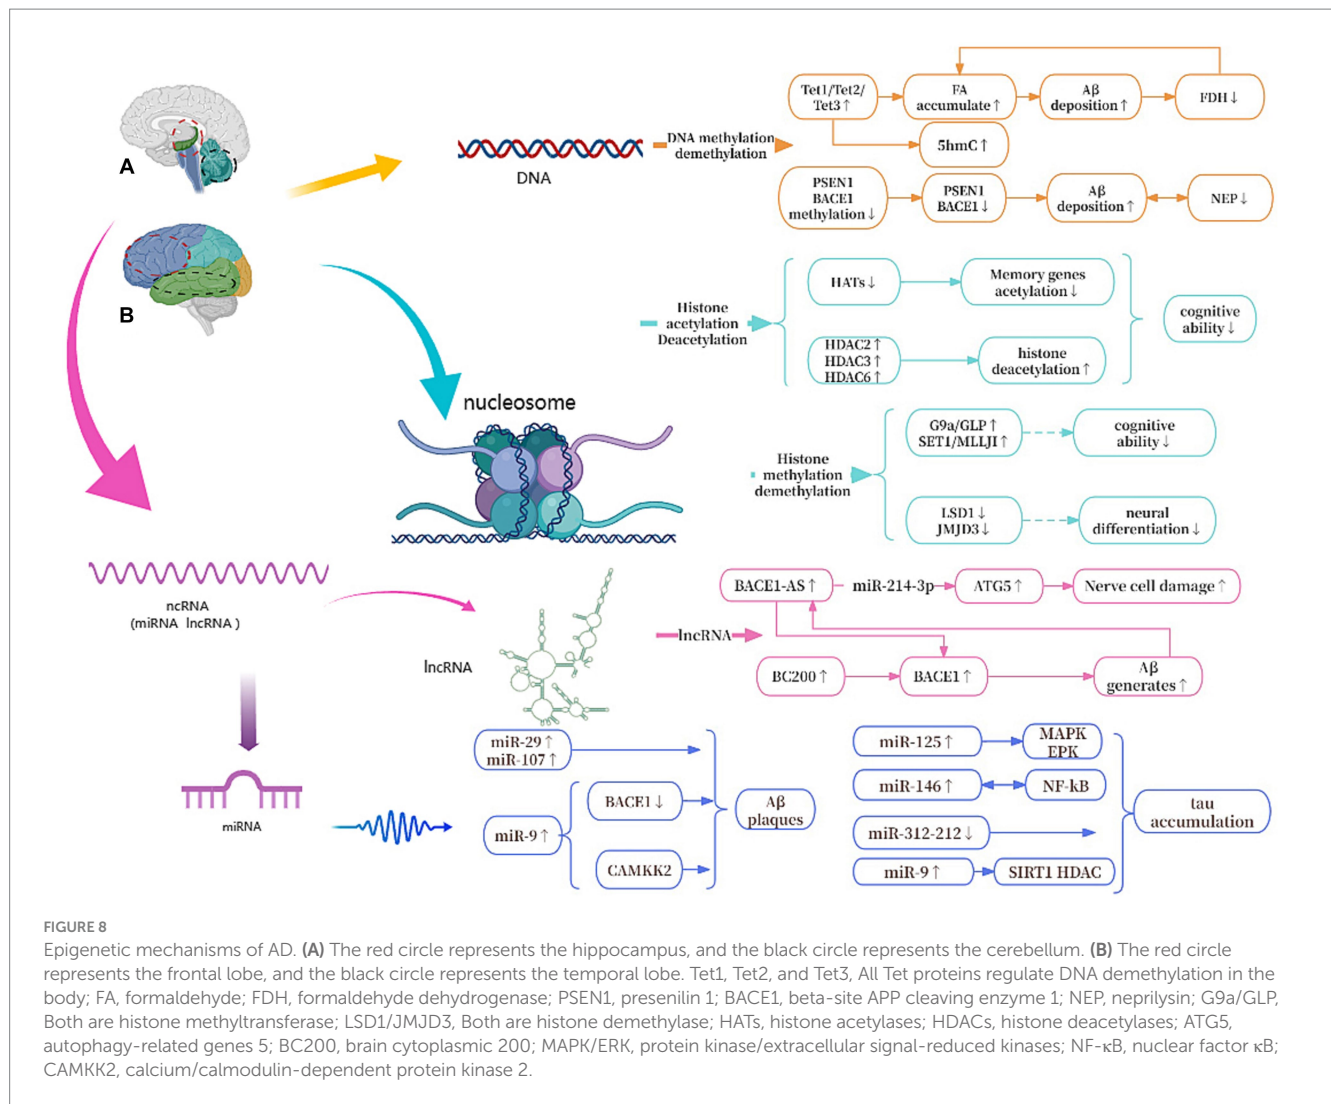 A
B
DNA
DNA methylation
demethylation
Tet1/Tet2/
Tet3↑
FA
accumulate↑
Aβ
deposition↑
FDH↓
5hmC↑
PSEN1
BACE1
methylation↓
PSEN1
BACE1↓
Aβ
deposition↑
NEP↓
Histone
acetylation
Deacetylation
HATs↓
Memory genes
acetylation↓
HDAC2↑
HDAC3↑
HDAC6↑
histone
deacetylation↑
cognitive
ability↓
nucleosome
Histone
methylation
demethylation
G9a/GLP↑
SET1/MLLJI↑
cognitive
ability↓
LSD1↓
JMJD3↓
neural
differentiation↓
ncRNA
(miRNA lncRNA)
lncRNA
lncRNA
BACE1-AS↑
miR-214-3p
ATG5↑
Nerve cell damage↑
BC200↑
BACE1↑
Aβ
generates↑
miRNA
miR-29↑
miR-107↑
miR-9↑
BACE1↓
CAMKK2
Aβ
plaques
miR-125↑
MAPK
EPK
miR-146↑
NF-kB
miR-312-212↓
miR-9↑
SIRT1 HDAC
tau
accumulation
FIGURE 8
Epigenetic mechanisms of AD. (A) The red circle represents the hippocampus, and the black circle represents the cerebellum. (B) The red circle
represents the frontal lobe, and the black circle represents the temporal lobe. Tet1, Tet2, and Tet3, All Tet proteins regulate DNA demethylation in the
body; FA, formaldehyde; FDH, formaldehyde dehydrogenase; PSEN1, presenilin 1; BACE1, beta-site APP cleaving enzyme 1; NEP, neprilysin; G9a/GLP,
Both are histone methyltransferase; LSD1/JMJD3, Both are histone demethylase; HATs, histone acetylases; HDACs, histone deacetylases; ATG5,
autophagy-related genes 5; BC200, brain cytoplasmic 200; MAPK/ERK, protein kinase/extracellular signal-reduced kinases; NF-κB, nuclear factor κB;
CAMKK2, calcium/calmodulin-dependent protein kinase 2.